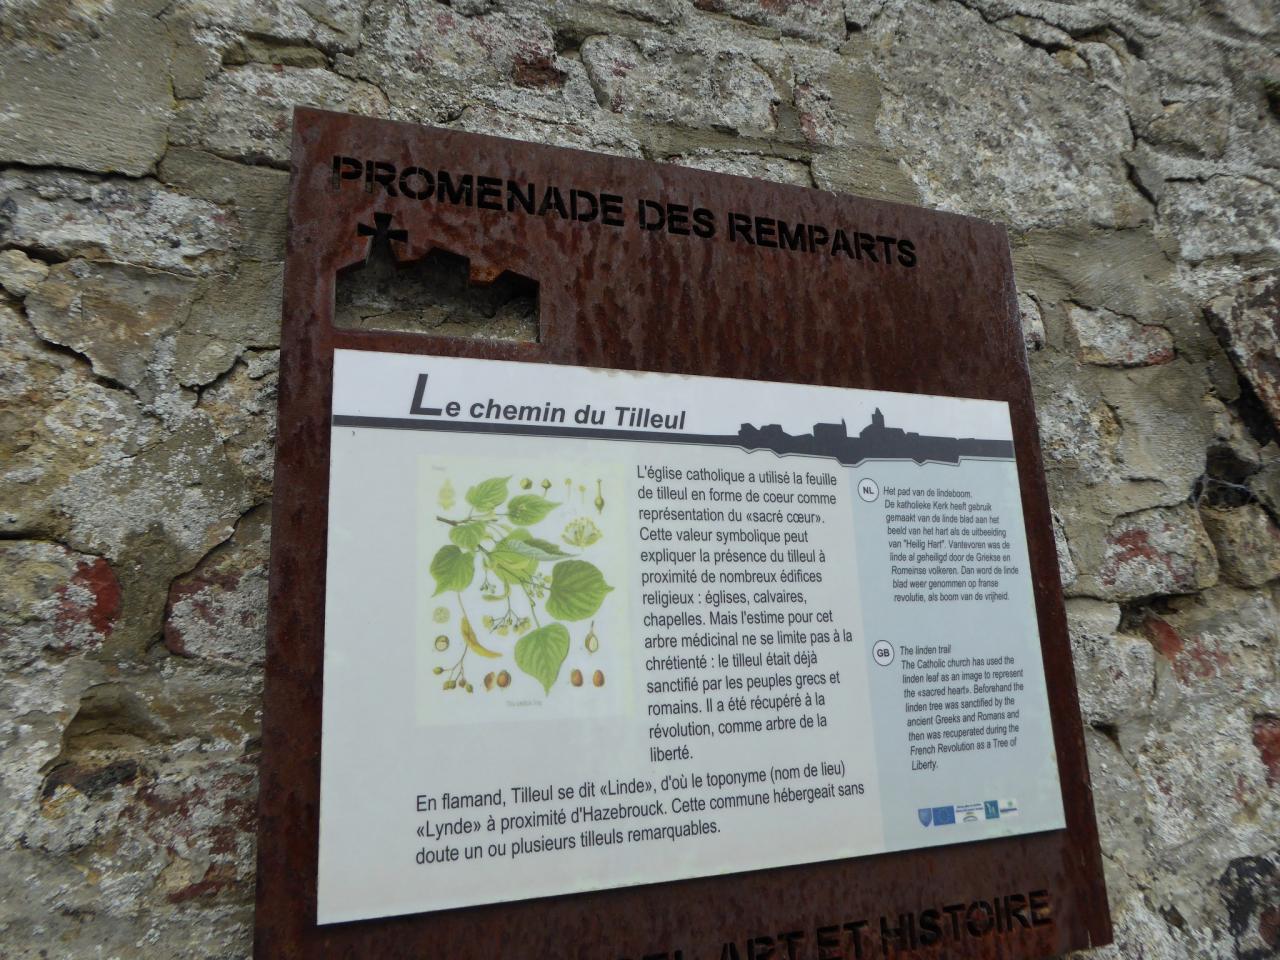 PROMENADE DES REMPARTS
Le chemin du Tilleul
L'église catholique a utilisé la feuille
de tilleul en forme de coeur comme
représentation du «sacré cœur».
Cette valeur symbolique peut
expliquer la présence du tilleul à
proximité de nombreux édifices
religieux : églises, calvaires,
chapelles. Mais l'estime pour cet
arbre médicinal ne se limite pas à la
chrétienté : le tilleul était déjà
sanctifié par les peuples grecs et
romains. Il a été récupéré à la
révolution, comme arbre de la
liberté.
En flamand, Tilleul se dit «Linde», d'où le toponyme (nom de lieu)
«Lynde» à proximité d'Hazebrouck. Cette commune hébergeait sans
doute un ou plusieurs tilleuls remarquables.
NL
Het pad van de lindeboom.
De katholieke Kerk heeft gebruik
gemaakt van de linde blad aan het
beeld van het hart als de uitbeelding
van "Heilig Hart". Vantevoren was de
linde al geheiligd door de Griekse en
Romeinse volkeren. Dan word de linde
blad weer genommen op franse
revolutie, als boom van de vrijheid.
GB
The linden trail
The Catholic church has used the
linden leaf as an image to represent
the «sacred heart». Beforehand the
linden tree was sanctified by the
ancient Greeks and Romans and
then was recuperated during the
French Revolution as a Tree of
Liberty.
ART ET HISTOIRE